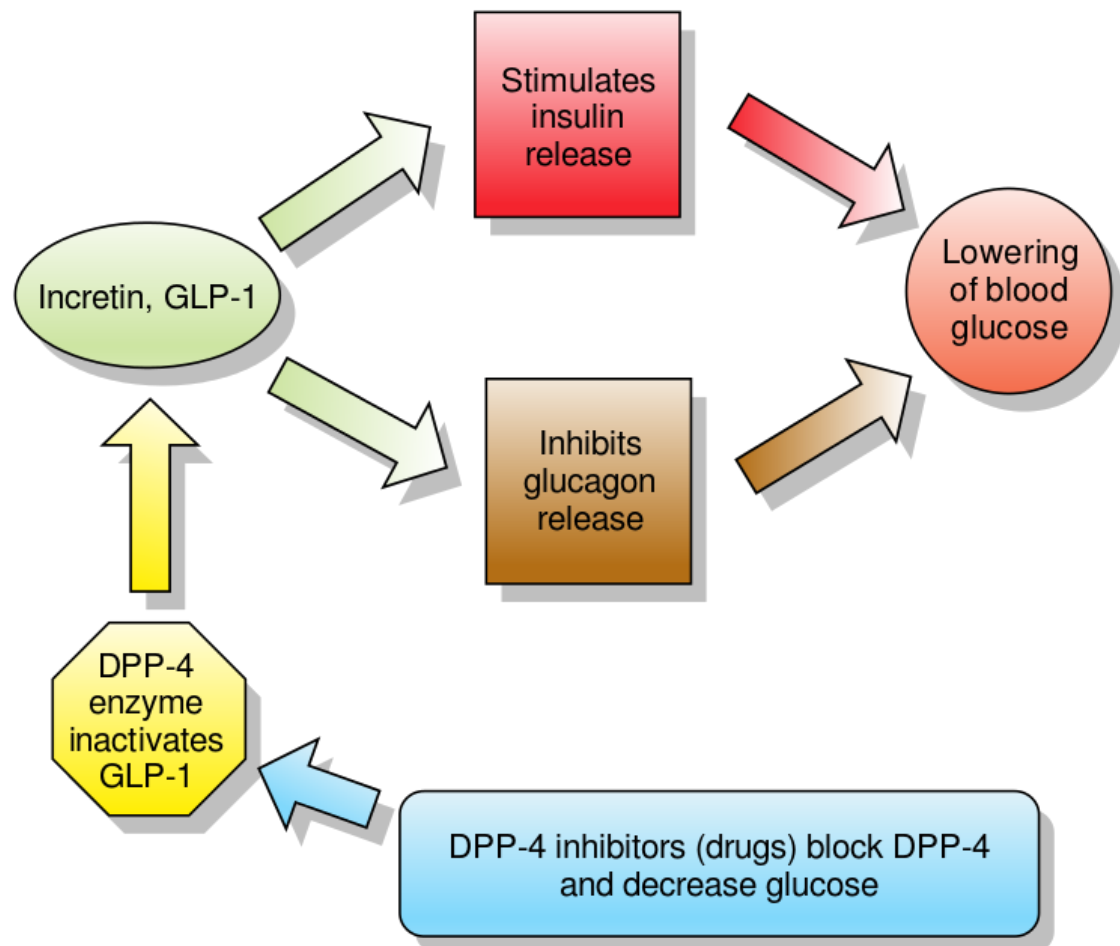 Stimulates
insulin
release
Incretin, GLP-1
Lowering
of blood
glucose
Inhibits
glucagon
release
DPP-4
enzyme
inactivates
GLP-1
DPP-4 inhibitors (drugs) block DPP-4
and decrease glucose